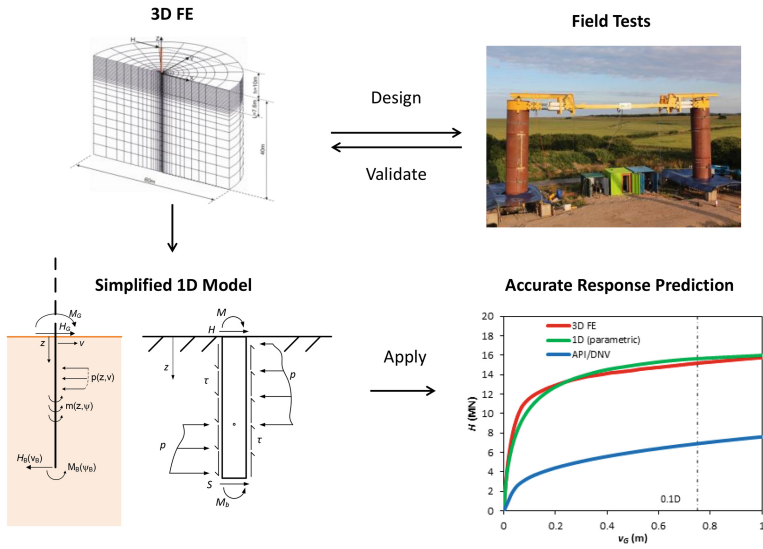 3D FE
Field Tests
H
Z
40m
60m
Design
Validate
Simplified 1D Model
Accurate Response Prediction
M_G
H_G
z
v
p(z,v)
m(z,ψ)
H_B(v_B)
M_B(ψ_B)
M
H
z
τ
p
p
τ
S
M_b
Apply
H (MN)
20
18
16
14
12
10
8
6
4
2
0
3D FE
1D (parametric)
API/DNV
0.1D
0 0.2 0.4 0.6 0.8 1
v_G (m)